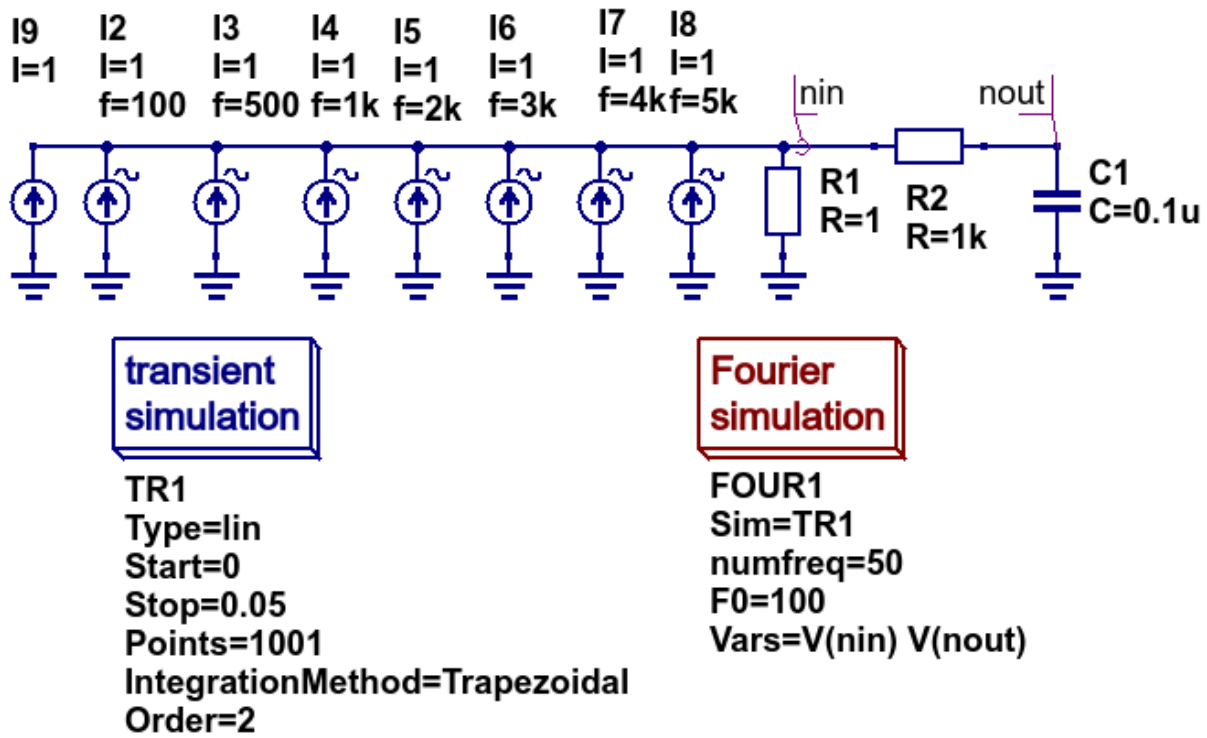 I9
I=1
I2
I=1
f=100
I3
I=1
f=500
I4
I=1
f=1k
I5
I=1
f=2k
I6
I=1
f=3k
I7
I=1
f=4k
I8
I=1
f=5k
nin
nout
R1
R=1
R2
R=1k
C1
C=0.1u
transient
simulation
TR1
Type=lin
Start=0
Stop=0.05
Points=1001
IntegrationMethod=Trapezoidal
Order=2
Fourier
simulation
FOUR1
Sim=TR1
numfreq=50
F0=100
Vars=V(nin) V(nout)